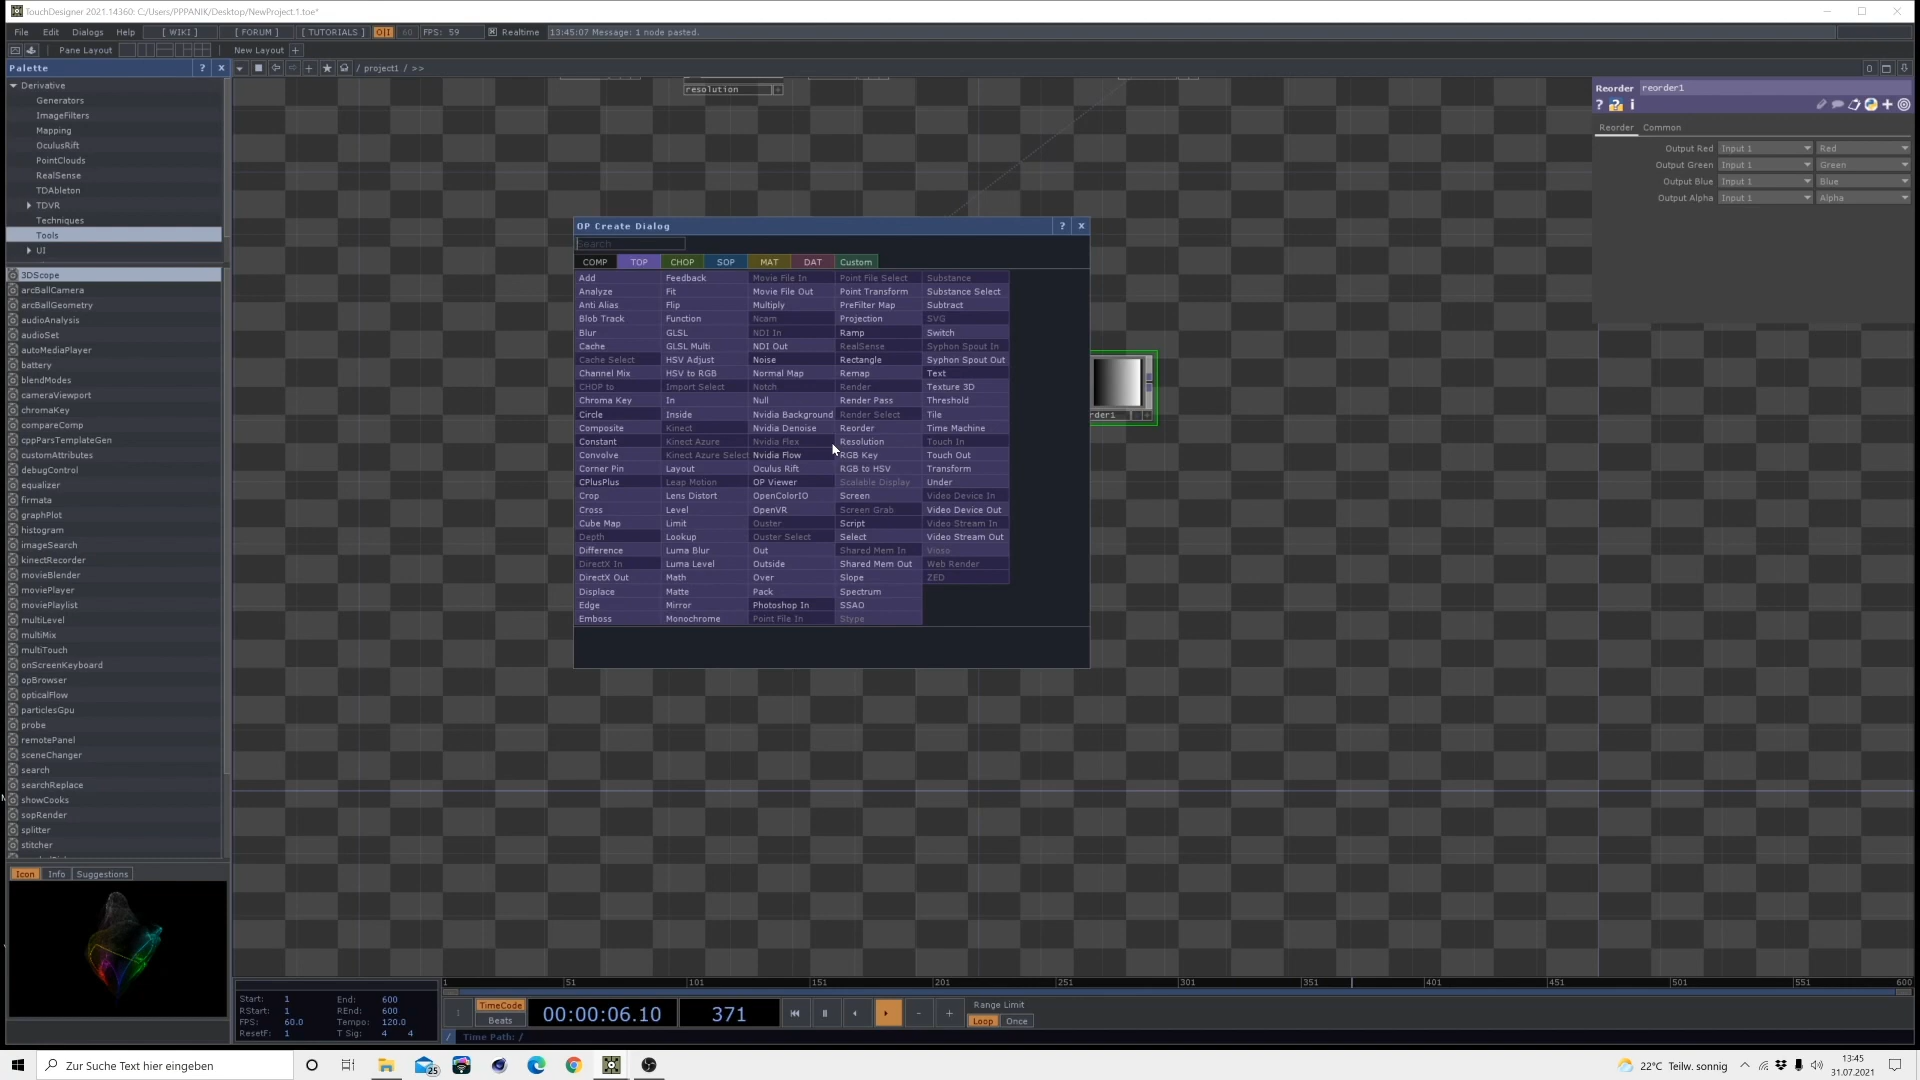 TouchDesigner 2021.14360: C:/Users/PPPANIK/Desktop/NewProject.1.toe*
File Edit Dialogs Help [ WIKI ] [ FORUM ] [ TUTORIALS ] O|I 60 FPS: 59 Realtime 13:45:07 Message: 1 node pasted.
Pane Layout New Layout +
Palette ? x / project1 / >> 0
Derivative
Generators
ImageFilters
Mapping
OculusRift
PointClouds
RealSense
TDAbleton
TDVR
Techniques
Tools
UI
3DScope
arcBallCamera
arcBallGeometry
audioAnalysis
audioSet
autoMediaPlayer
battery
blendModes
cameraViewport
chromaKey
compareComp
cppParsTemplateGen
customAttributes
debugControl
equalizer
firmata
graphPlot
histogram
imageSearch
kinectRecorder
movieBlender
moviePlayer
moviePlaylist
multiLevel
multiMix
multiTouch
onScreenKeyboard
opBrowser
opticalFlow
particlesGpu
probe
remotePanel
sceneChanger
search
searchReplace
showCooks
sopRender
splitter
stitcher
Icon Info Suggestions
resolution
OP Create Dialog ? x
Search
COMP TOP CHOP SOP MAT DAT Custom
Add Feedback Movie File In Point File Select Substance
Analyze Fit Movie File Out Point Transform Substance Select
Anti Alias Flip Multiply PreFilter Map Subtract
Blob Track Function Ncam Projection SVG
Blur GLSL NDI In Ramp Switch
Cache GLSL Multi NDI Out RealSense Syphon Spout In
Cache Select HSV Adjust Noise Rectangle Syphon Spout Out
Channel Mix HSV to RGB Normal Map Remap Text
CHOP to Import Select Notch Render Texture 3D
Chroma Key In Null Render Pass Threshold
Circle Inside Nvidia Background Render Select Tile
Composite Kinect Nvidia Denoise Reorder Time Machine
Constant Kinect Azure Nvidia Flex Resolution Touch In
Convolve Kinect Azure Select Nvidia Flow RGB Key Touch Out
Corner Pin Layout Oculus Rift RGB to HSV Transform
CPlusPlus Leap Motion OP Viewer Scalable Display Under
Crop Lens Distort OpenColorIO Screen Video Device In
Cross Level OpenVR Screen Grab Video Device Out
Cube Map Limit Ouster Script Video Stream In
Depth Lookup Ouster Select Select Video Stream Out
Difference Luma Blur Out Shared Mem In Vioso
DirectX In Luma Level Outside Shared Mem Out Web Render
DirectX Out Math Over Slope ZED
Displace Matte Pack Spectrum
Edge Mirror Photoshop In SSAO
Emboss Monochrome Point File In Stype
rder1
Reorder reorder1
? i
Reorder Common
Output Red Input 1 Red
Output Green Input 1 Green
Output Blue Input 1 Blue
Output Alpha Input 1 Alpha
1 51 101 151 201 251 301 351 401 451 501 551 600
Start: 1 End: 600
RStart: 1 REnd: 600
FPS: 60.0 Tempo: 120.0
ResetF: 1 T Sig: 4 4
TimeCode
Beats
00:00:06.10 371
Range Limit
Loop Once
/ Time Path: /
Zur Suche Text hier eingeben
25
22°C Teilw. sonnig
13:45
31.07.2021